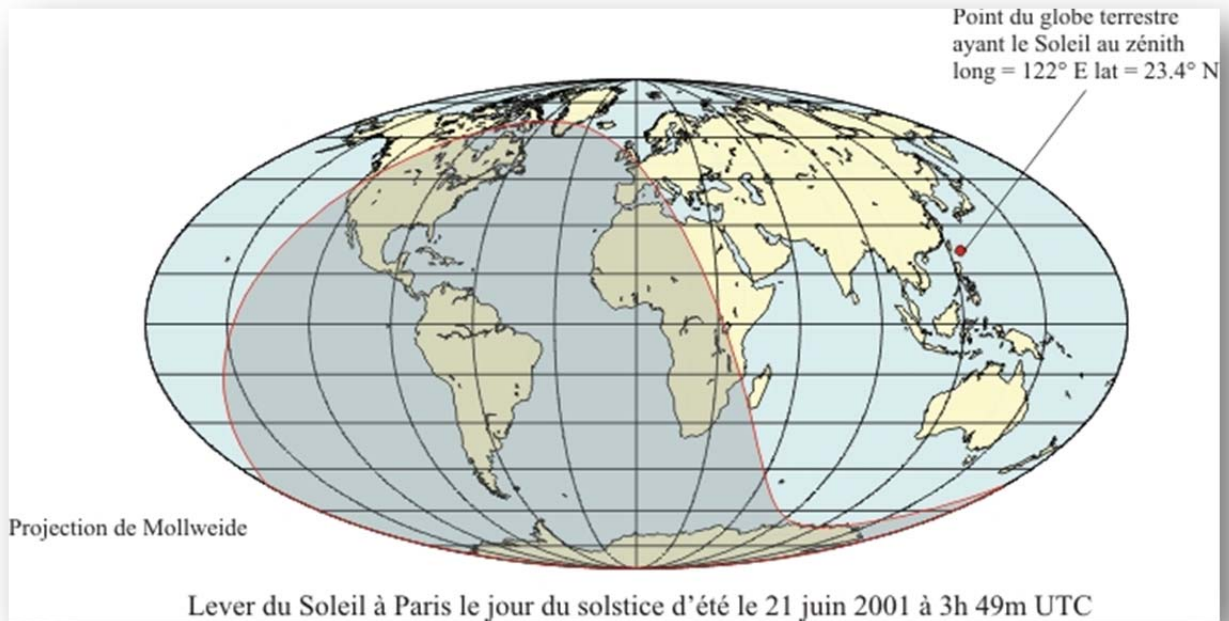 Point du globe terrestre
ayant le Soleil au zénith
long = 122° E lat = 23.4° N
Projection de Mollweide
Lever du Soleil à Paris le jour du solstice d'été le 21 juin 2001 à 3h 49m UTC